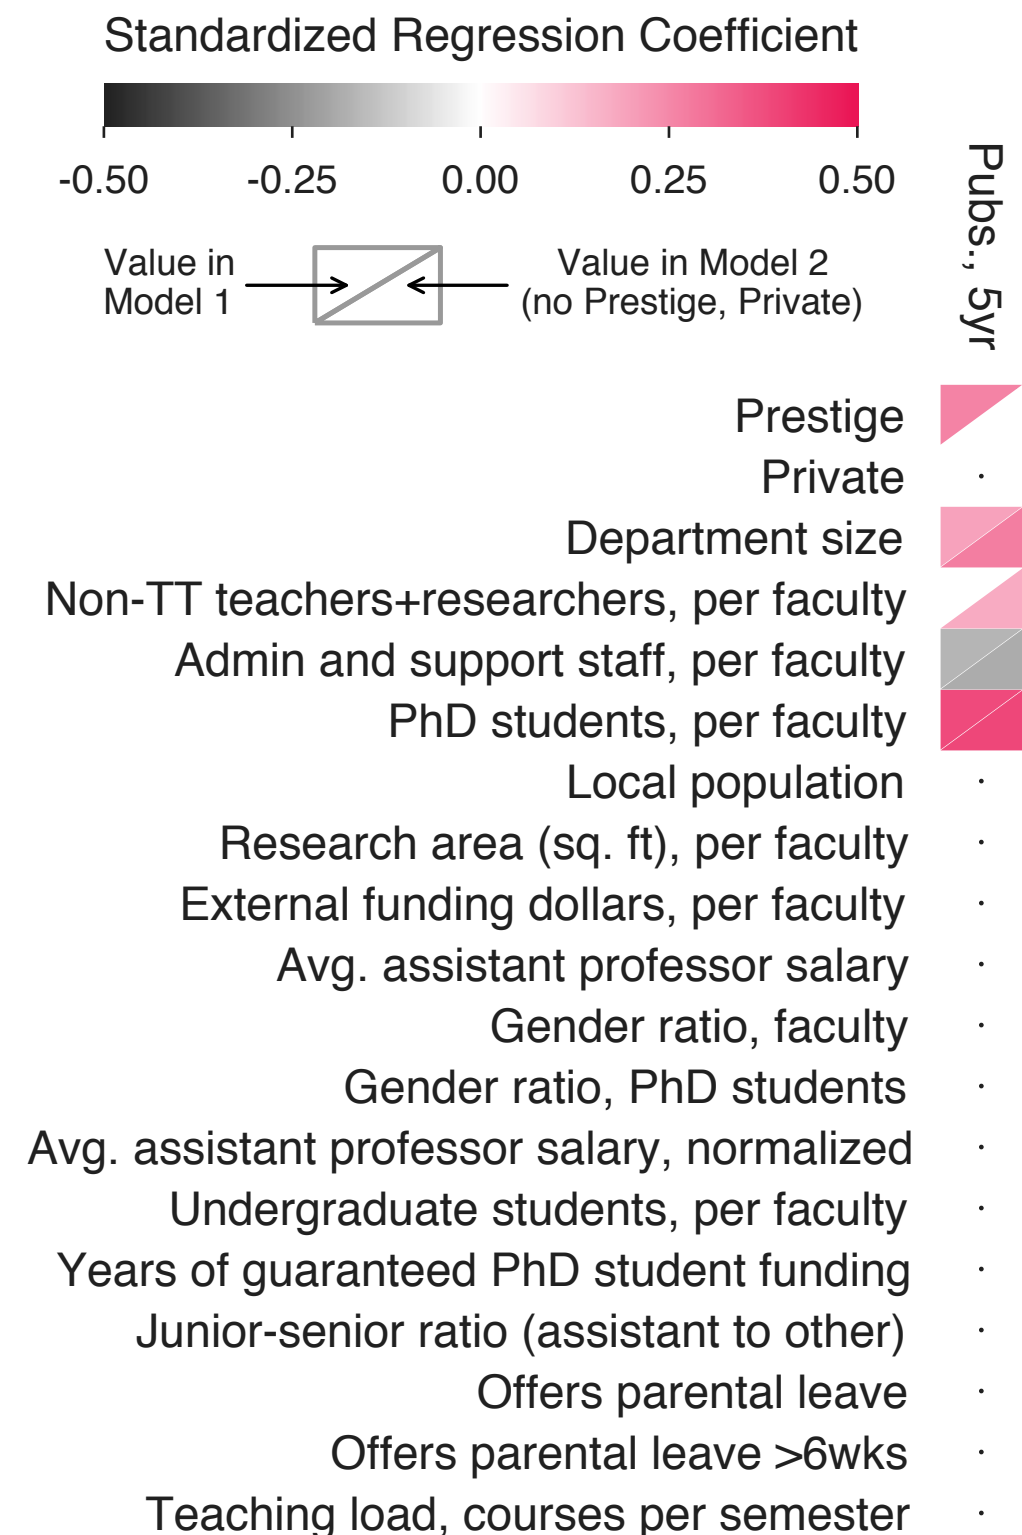 Standardized Regression Coefficient
-0.50 -0.25 0.00 0.25 0.50
Value in
Model 1
Value in Model 2
(no Prestige, Private)
Pubs., 5yr
Prestige
Private
Department size
Non-TT teachers+researchers, per faculty
Admin and support staff, per faculty
PhD students, per faculty
Local population
Research area (sq. ft), per faculty
External funding dollars, per faculty
Avg. assistant professor salary
Gender ratio, faculty
Gender ratio, PhD students
Avg. assistant professor salary, normalized
Undergraduate students, per faculty
Years of guaranteed PhD student funding
Junior-senior ratio (assistant to other)
Offers parental leave
Offers parental leave >6wks
Teaching load, courses per semester